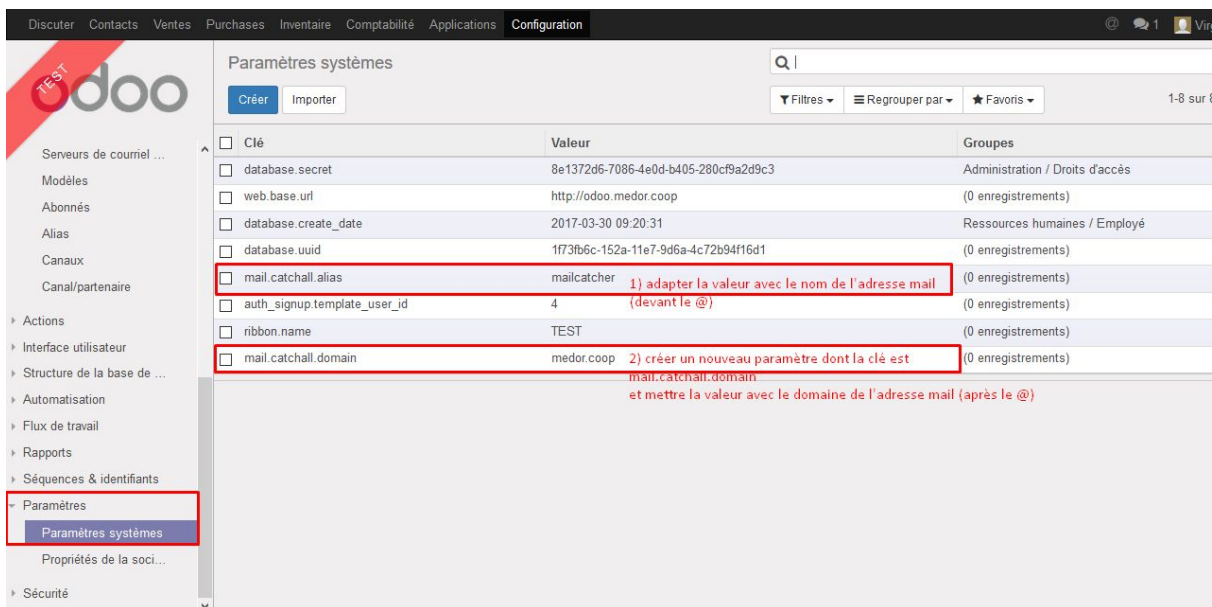 Discuter Contacts Ventes Purchases Inventaire Comptabilité Applications Configuration @ 1
TEST
odoo
Paramètres systèmes
Créer Importer
Filtres Regrouper par Favoris
1-8 sur
Serveurs de courriel ...
Modèles
Abonnés
Alias
Canaux
Canal/partenaire
Actions
Interface utilisateur
Structure de la base de ...
Automatisation
Flux de travail
Rapports
Séquences & identifiants
Paramètres
Paramètres systèmes
Propriétés de la soci...
Sécurité
Clé Valeur Groupes
database.secret 8e1372d6-7086-4e0d-b405-280cf9a2d9c3 Administration / Droits d'accès
web.base.url http://odoo.medor.coop (0 enregistrements)
database.create_date 2017-03-30 09:20:31 Ressources humaines / Employé
database.uuid 1f73fb6c-152a-11e7-9d6a-4c72b94f16d1 (0 enregistrements)
mail.catchall.alias mailcatcher 1) adapter la valeur avec le nom de l'adresse mail (0 enregistrements)
auth_signup.template_user_id 4 (devant le @) (0 enregistrements)
ribbon.name TEST (0 enregistrements)
mail.catchall.domain medor.coop 2) créer un nouveau paramètre dont la clé est (0 enregistrements)
mail.catchall.domain
et mettre la valeur avec le domaine de l'adresse mail (après le @)